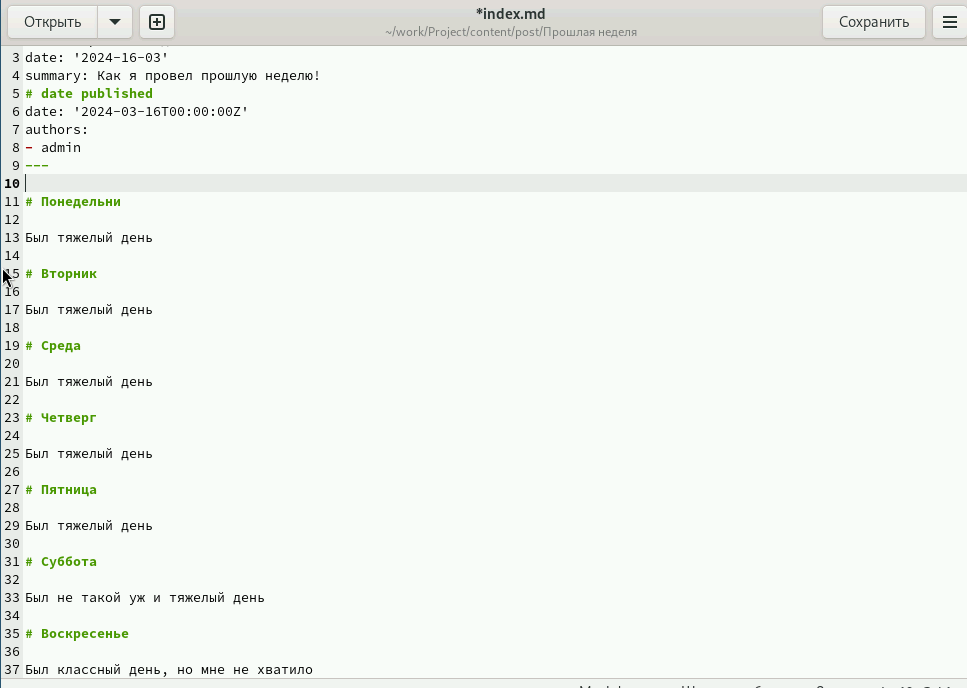 Открыть
*index.md
~/work/Project/content/post/Прошлая неделя
Сохранить
3 date: '2024-16-03'
4 summary: Как я провел прошлую неделю!
5 # date published
6 date: '2024-03-16T00:00:00Z'
7 authors:
8 - admin
9 ---
10
11 # Понедельни
12
13 Был тяжелый день
14
15 # Вторник
16
17 Был тяжелый день
18
19 # Среда
20
21 Был тяжелый день
22
23 # Четверг
24
25 Был тяжелый день
26
27 # Пятница
28
29 Был тяжелый день
30
31 # Суббота
32
33 Был не такой уж и тяжелый день
34
35 # Воскресенье
36
37 Был классный день, но мне не хватило